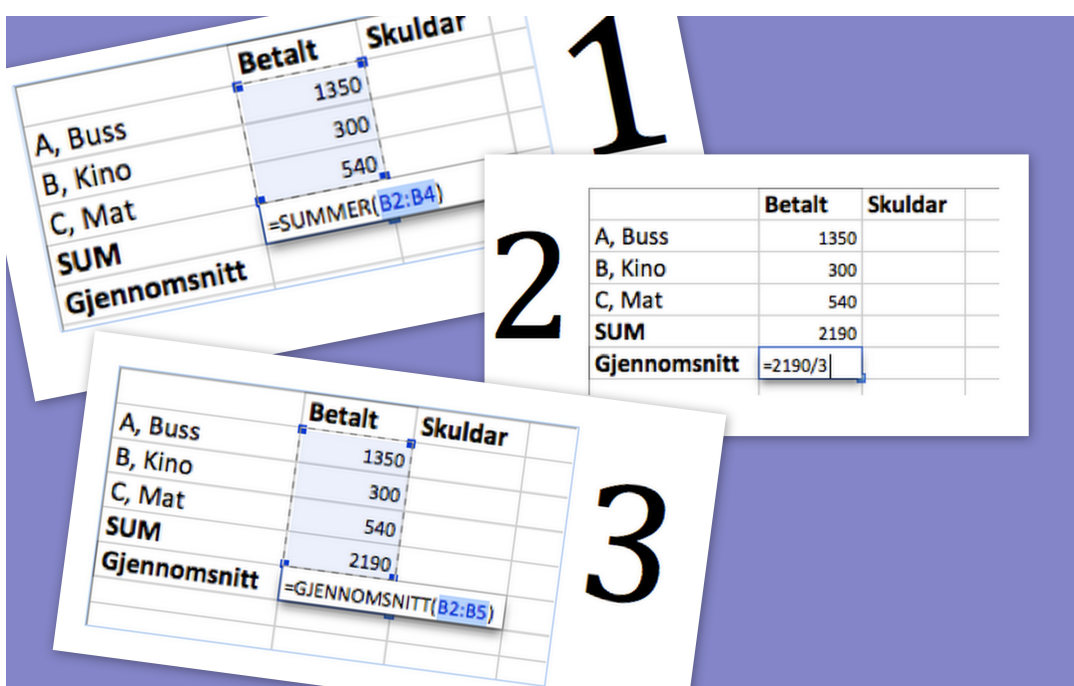 Betalt Skuldar
1350
A, Buss 300
B, Kino 540
C, Mat =SUMMER(B2:B4)
SUM
Gjennomsnitt
1
2
Betalt Skuldar
A, Buss 1350
B, Kino 300
C, Mat 540
SUM 2190
Gjennomsnitt =2190/3
Betalt Skuldar
A, Buss 1350
B, Kino 300
C, Mat 540
SUM 2190
Gjennomsnitt =GJENNOMSNITT(B2:B5)
3